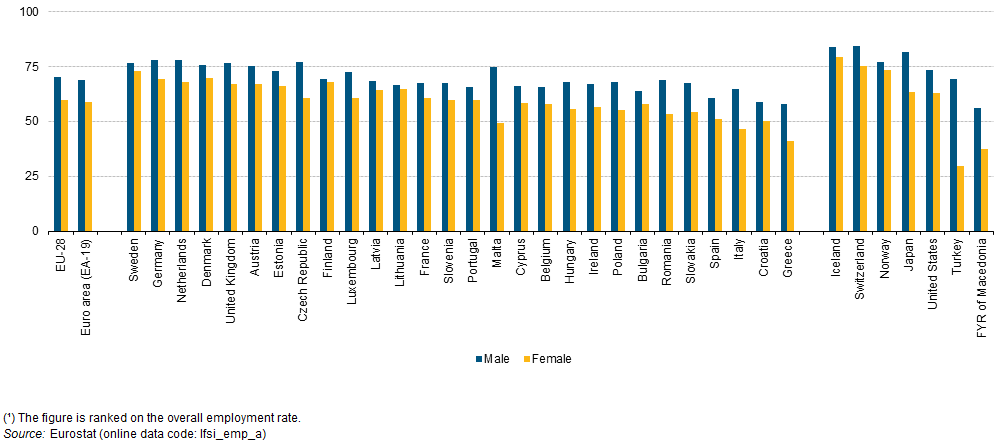 100
75
50
25
0
EU-28
Euro area (EA-19)
Sweden
Germany
Netherlands
Denmark
United Kingdom
Austria
Estonia
Czech Republic
Finland
Luxembourg
Latvia
Lithuania
France
Slovenia
Portugal
Malta
Cyprus
Belgium
Hungary
Ireland
Poland
Bulgaria
Romania
Slovakia
Spain
Italy
Croatia
Greece
Iceland
Switzerland
Norway
Japan
United States
Turkey
FYR of Macedonia
Male Female
(¹) The figure is ranked on the overall employment rate.
Source: Eurostat (online data code: lfsi_emp_a)